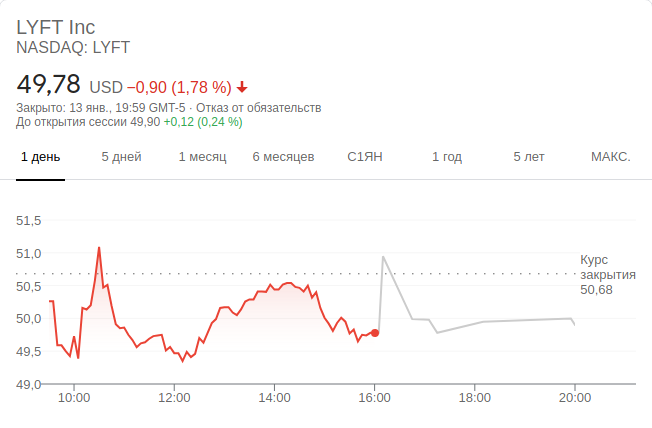 LYFT Inc
NASDAQ: LYFT
49,78 USD −0,90 (1,78 %)
Закрыто: 13 янв., 19:59 GMT-5 · Отказ от обязательств
До открытия сессии 49,90 +0,12 (0,24 %)
1 день 5 дней 1 месяц 6 месяцев С1ЯН 1 год 5 лет МАКС.
51,5
51,0
50,5
50,0
49,5
49,0
Курс
закрытия
50,68
10:00 12:00 14:00 16:00 18:00 20:00